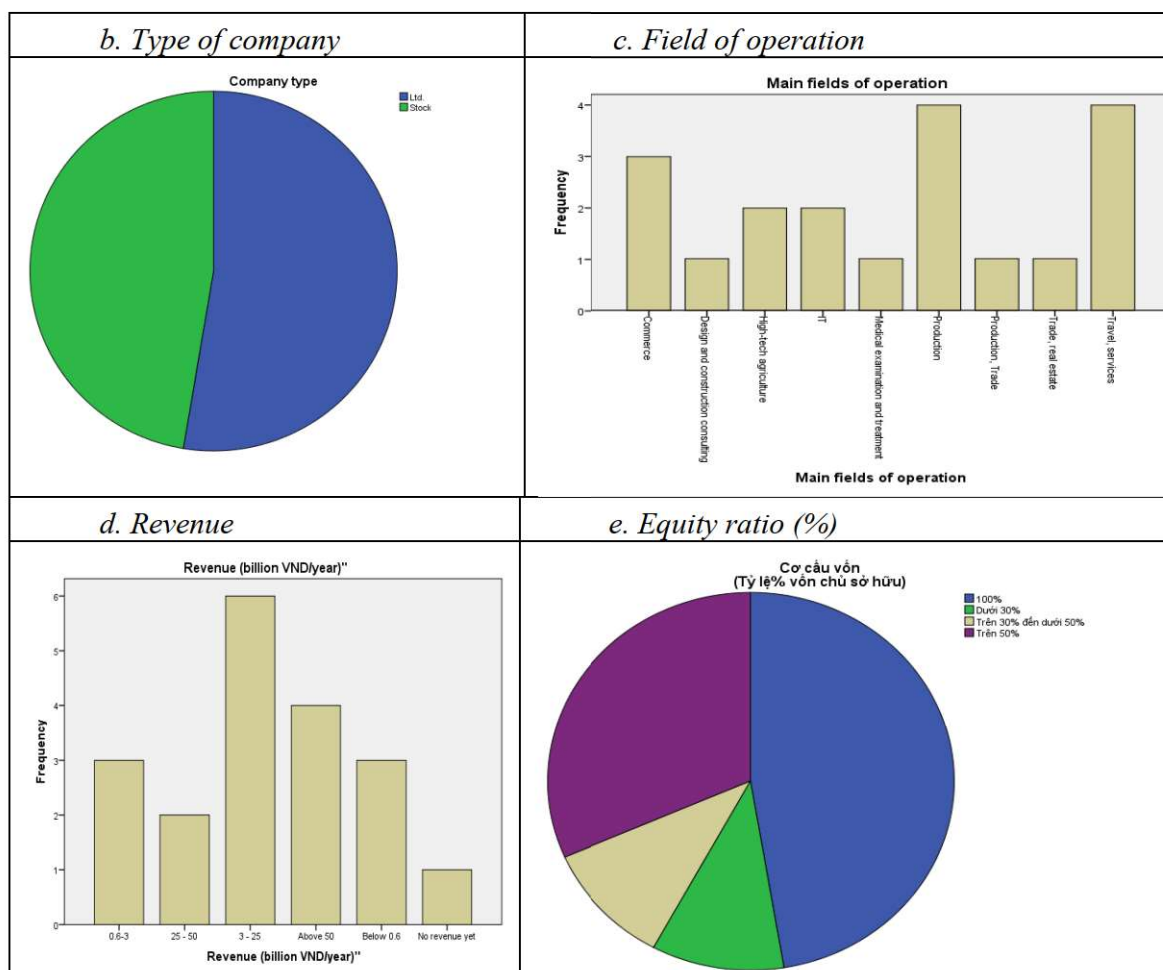 b. Type of company
Company type
Ltd.
Stock
c. Field of operation
Main fields of operation
Frequency
4
3
2
1
0
Commerce
Design and construction consulting
High-tech agriculture
IT
Medical examination and treatment
Production
Production, Trade
Trade, real estate
Travel, services
Main fields of operation
d. Revenue
Revenue (billion VND/year)"
Frequency
6
5
4
3
2
1
0
0.6-3
25 - 50
3 - 25
Above 50
Below 0.6
No revenue yet
Revenue (billion VND/year)"
e. Equity ratio (%)
Cơ cấu vốn
(Tỷ lệ% vốn chủ sở hữu)
100%
Dưới 30%
Trên 30% đến dưới 50%
Trên 50%